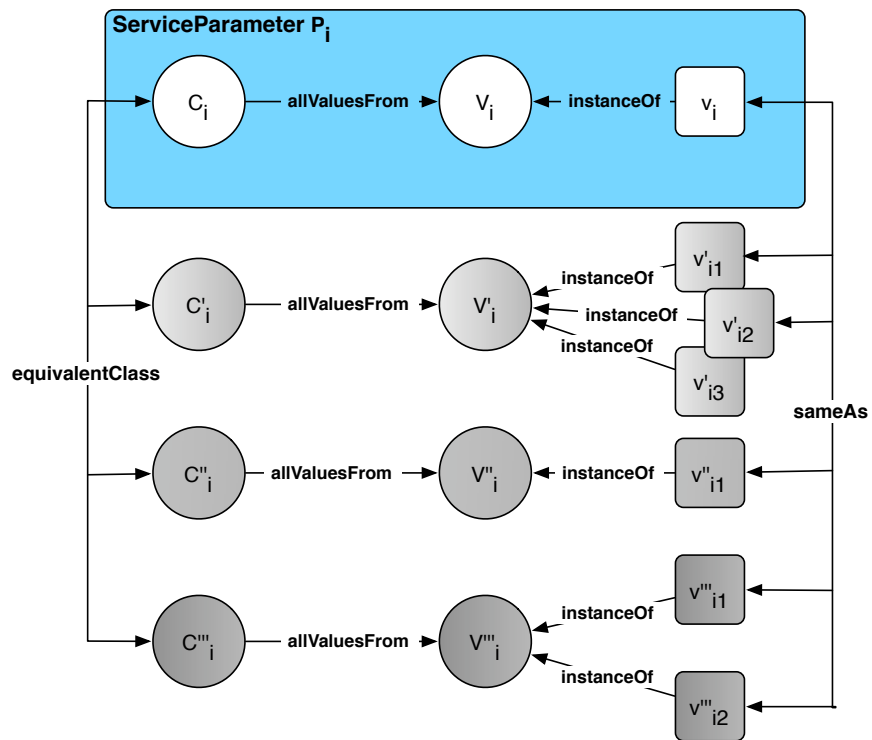 ServiceParameter Pi
Ci allValuesFrom Vi instanceOf vi
instanceOf v'i1
C'i allValuesFrom V'i instanceOf v'i2
instanceOf v'i3
equivalentClass
sameAs
C''i allValuesFrom V''i instanceOf v''i1
instanceOf v'''i1
C'''i allValuesFrom V'''i
instanceOf v'''i2